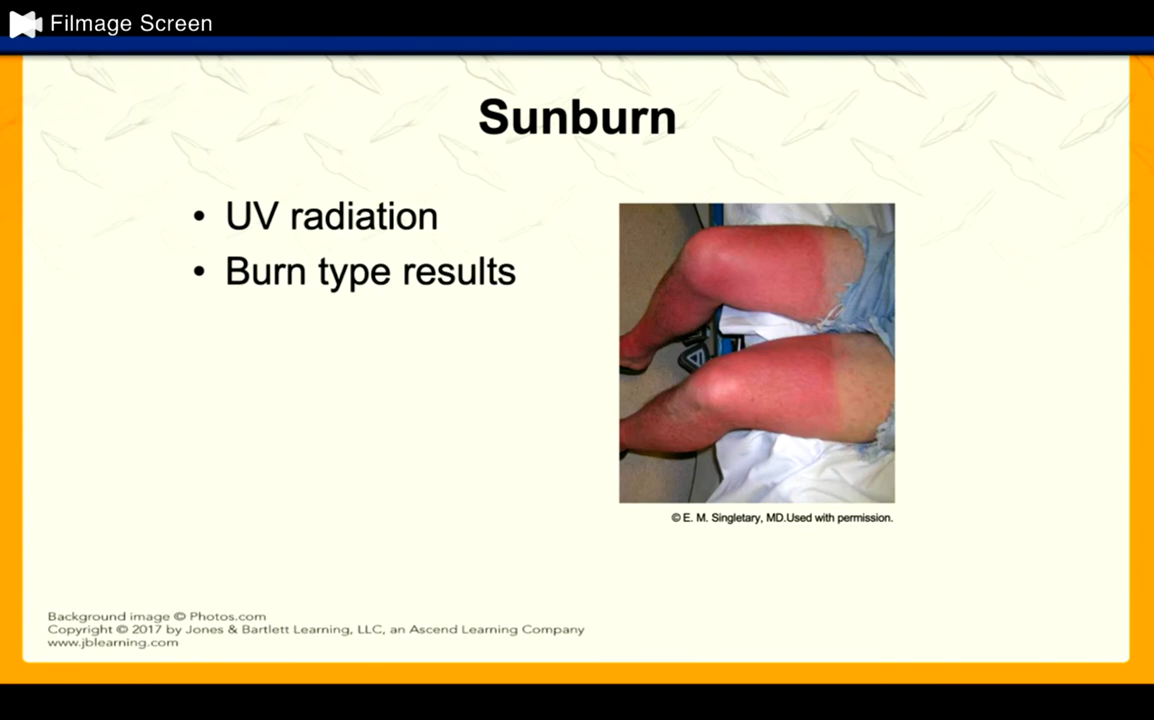 Filmage Screen
Sunburn
• UV radiation
• Burn type results
© E. M. Singletary, MD.Used with permission.
Background image © Photos.com
Copyright © 2017 by Jones & Bartlett Learning, LLC, an Ascend Learning Company
www.jblearning.com